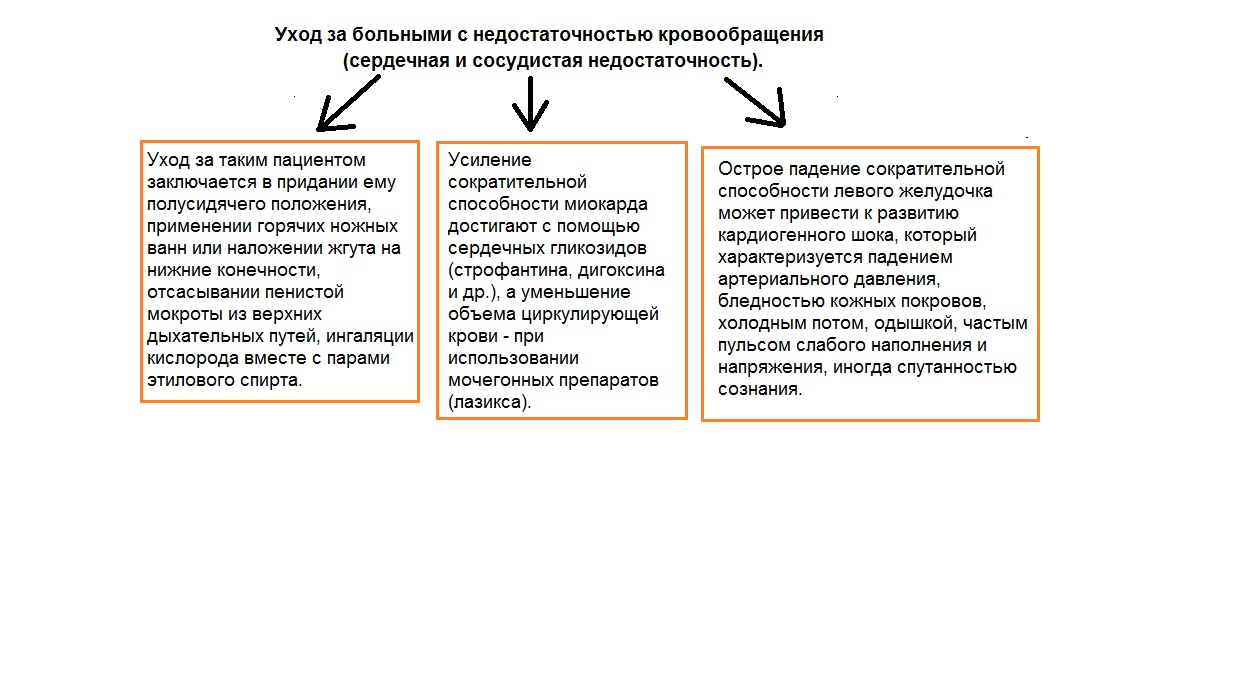 Уход за больными с недостаточностью кровообращения
(сердечная и сосудистая недостаточность).
Уход за таким пациентом
заключается в придании ему
полусидячего положения,
применении горячих ножных
ванн или наложении жгута на
нижние конечности,
отсасывании пенистой
мокроты из верхних
дыхательных путей, ингаляции
кислорода вместе с парами
этилового спирта.
Усиление
сократительной
способности миокарда
достигают с помощью
сердечных гликозидов
(строфантина, дигоксина
и др.), а уменьшение
объема циркулирующей
крови - при
использовании
мочегонных препаратов
(лазикса).
Острое падение сократительной
способности левого желудочка
может привести к развитию
кардиогенного шока, который
характеризуется падением
артериального давления,
бледностью кожных покровов,
холодным потом, одышкой, частым
пульсом слабого наполнения и
напряжения, иногда спутанностью
сознания.